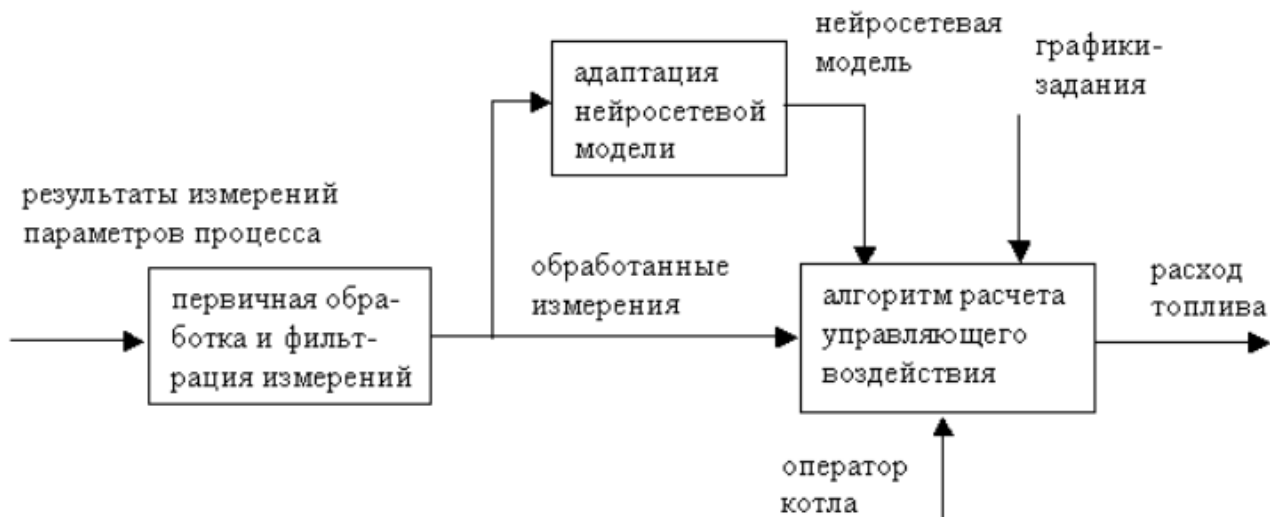 нейросетевая
модель
графики-
задания
адаптация
нейросетевой
модели
результаты измерений
параметров процесса
первичная обра-
ботка и фильт-
рация измерений
обработанные
измерения
алгоритм расчета
управляющего
воздействия
расход
топлива
оператор
котла